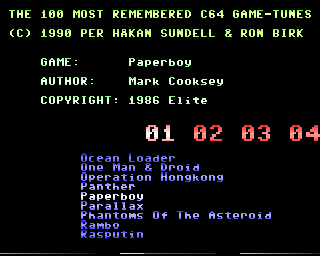 THE 100 MOST REMEMBERED C64 GAME-TUNES
(C) 1990 PER HÅKAN SUNDELL & RON BIRK
GAME: Paperboy
AUTHOR: Mark Cooksey
COPYRIGHT: 1986 Elite
01 02 03 04
Ocean Loader
One Man & Droid
Operation Hongkong
Panther
Paperboy
Parallax
Phantoms Of The Asteroid
Rambo
Rasputin